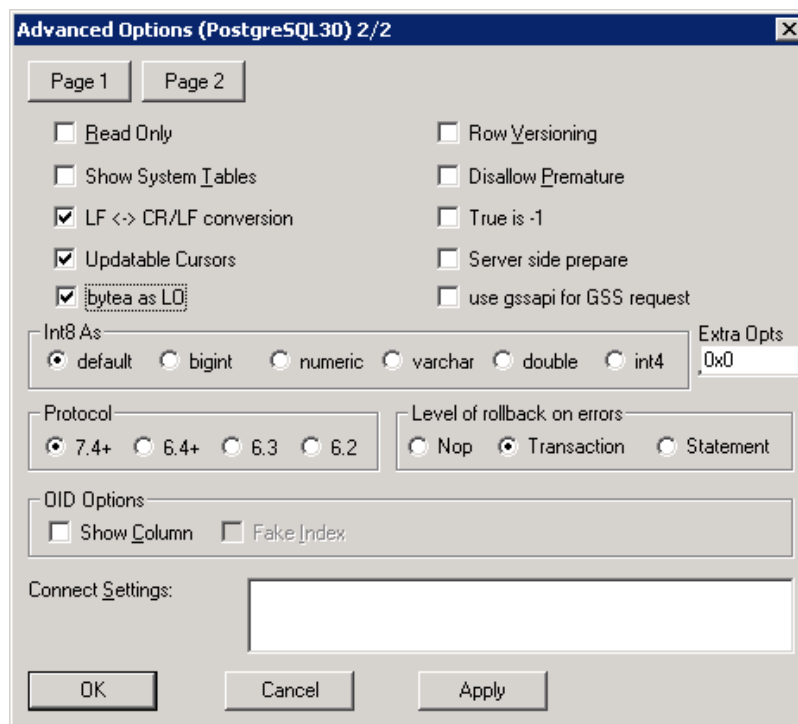 Advanced Options (PostgreSQL30) 2/2
Page 1 Page 2
Read Only Row Versioning
Show System Tables Disallow Premature
LF <-> CR/LF conversion True is -1
Updatable Cursors Server side prepare
bytea as LO use gssapi for GSS request
Int8 As Extra Opts
default bigint numeric varchar double int4 0x0
Protocol Level of rollback on errors
7.4+ 6.4+ 6.3 6.2 Nop Transaction Statement
OID Options
Show Column Fake Index
Connect Settings:
OK Cancel Apply